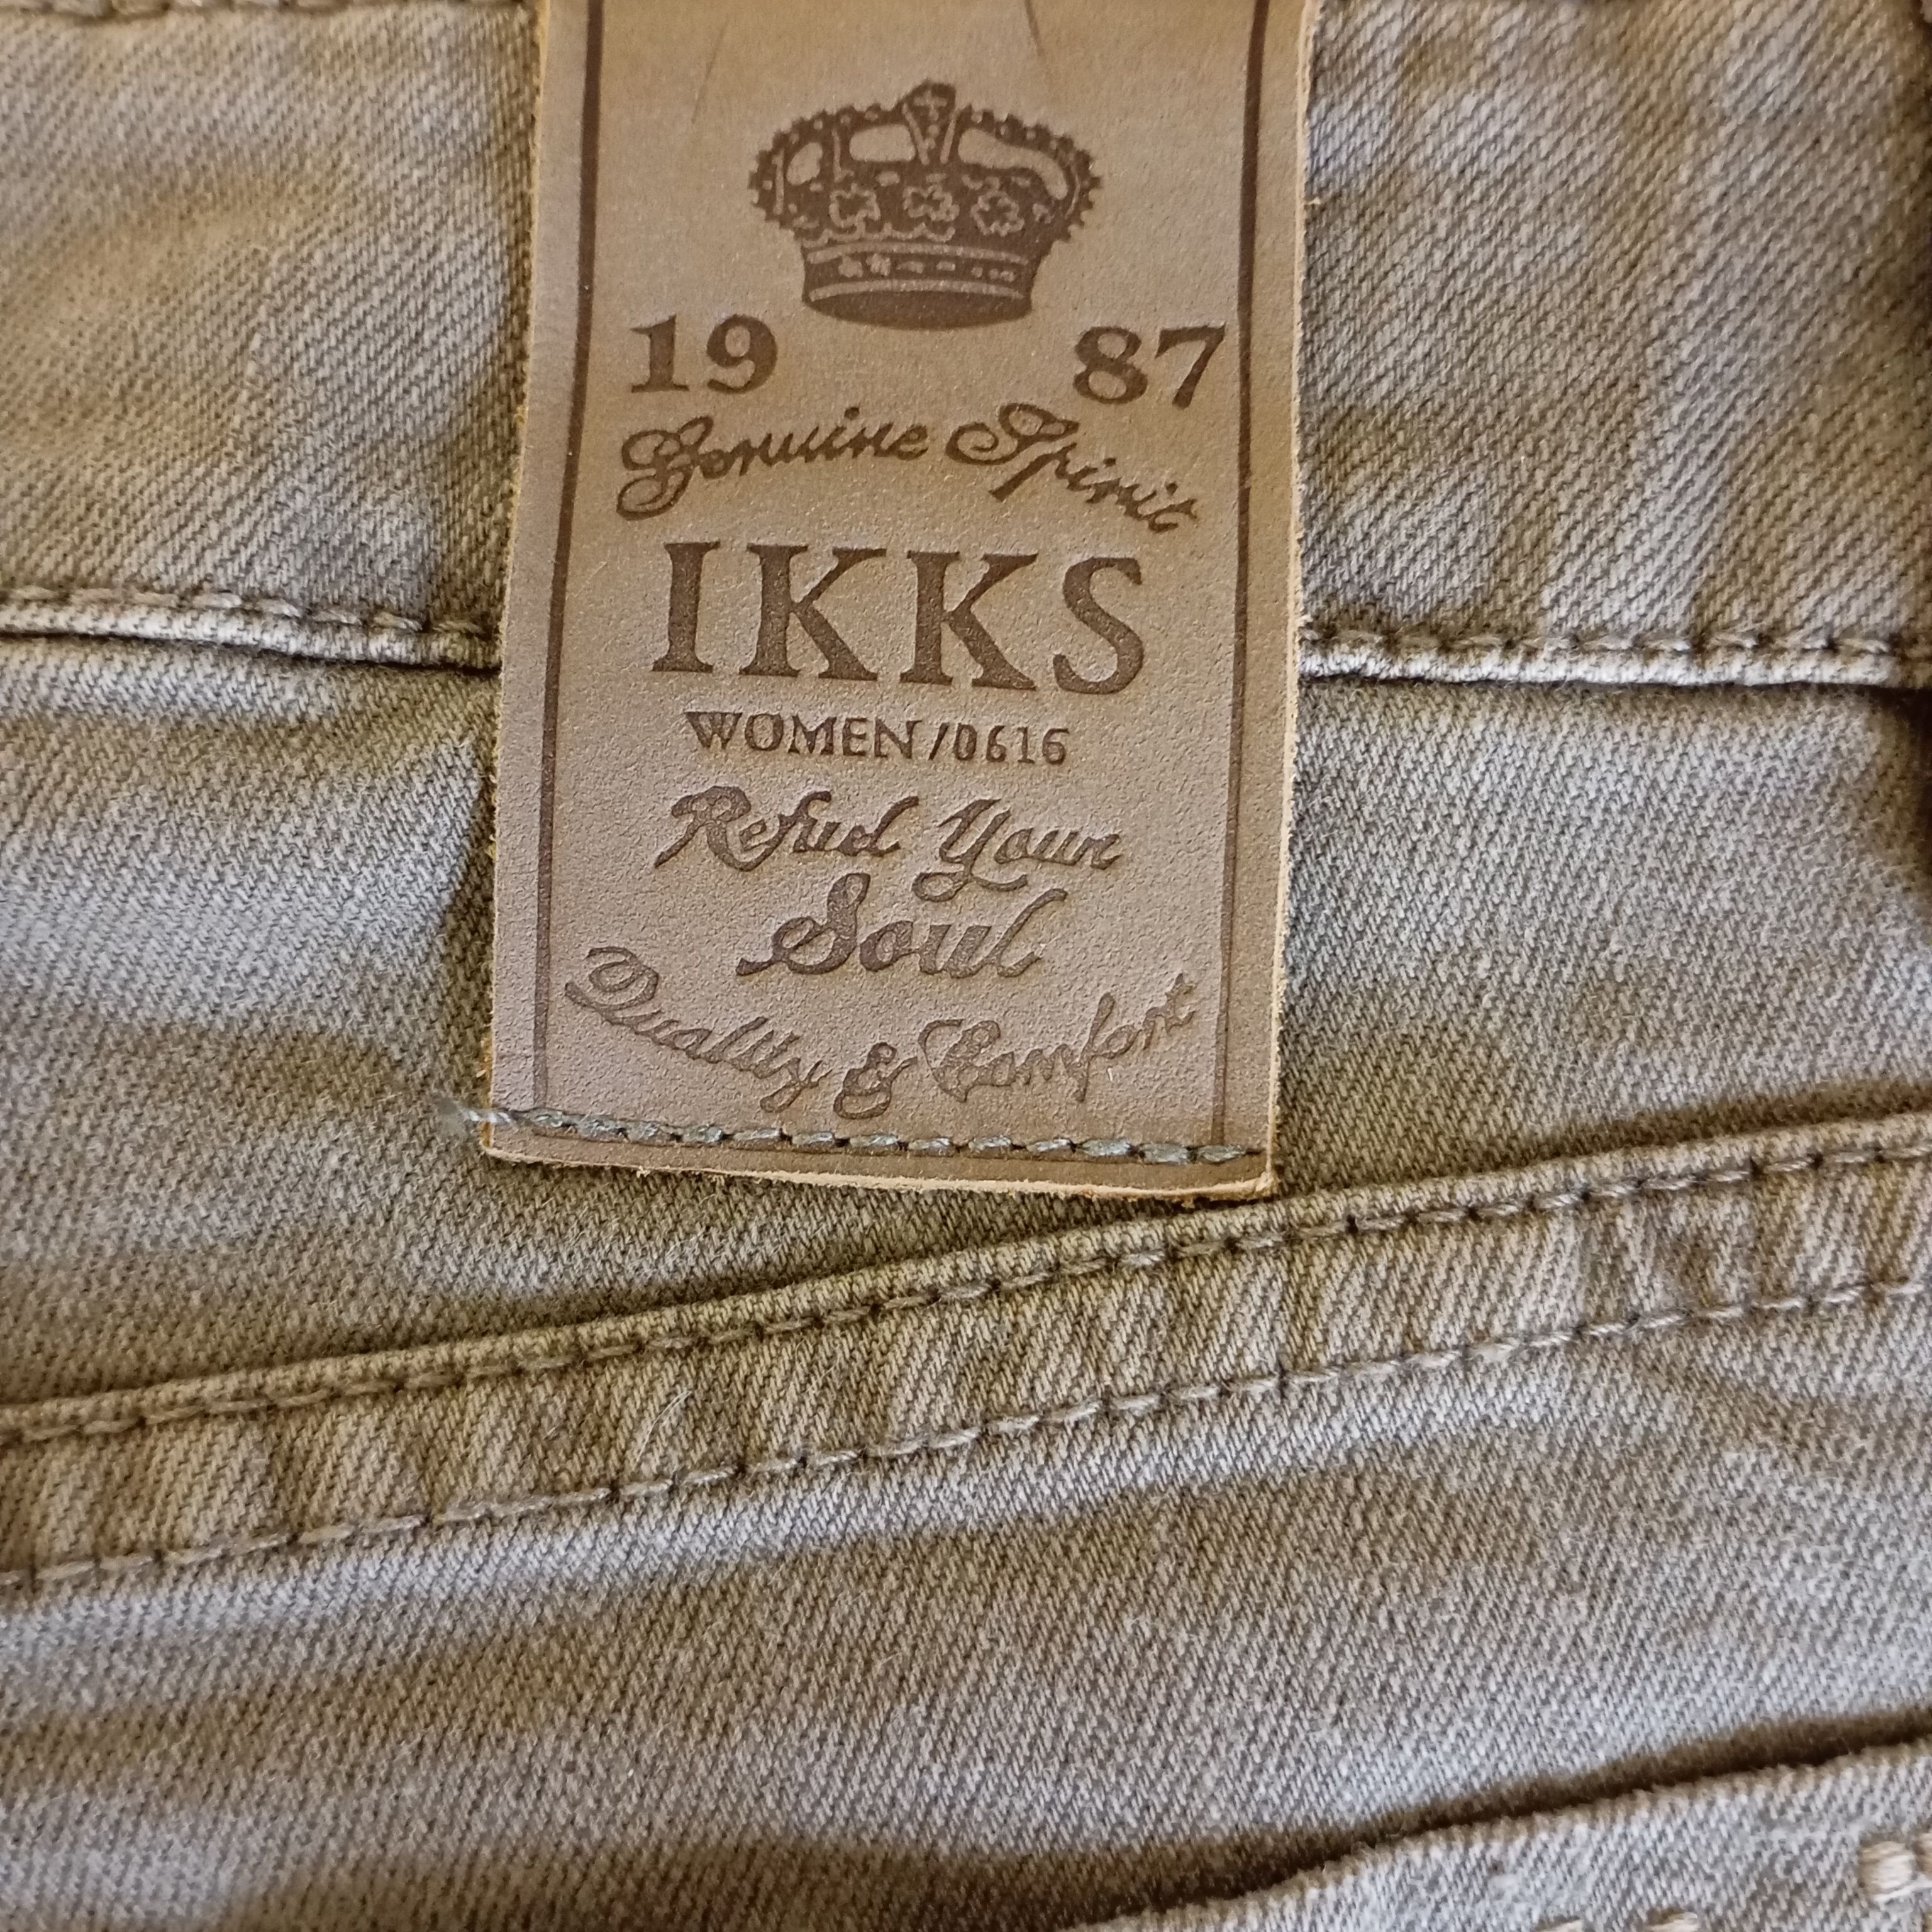 19 87
Genuine Spirit
IKKS
WOMEN/0616
Refuel Your
Soul
Quality & Comfort